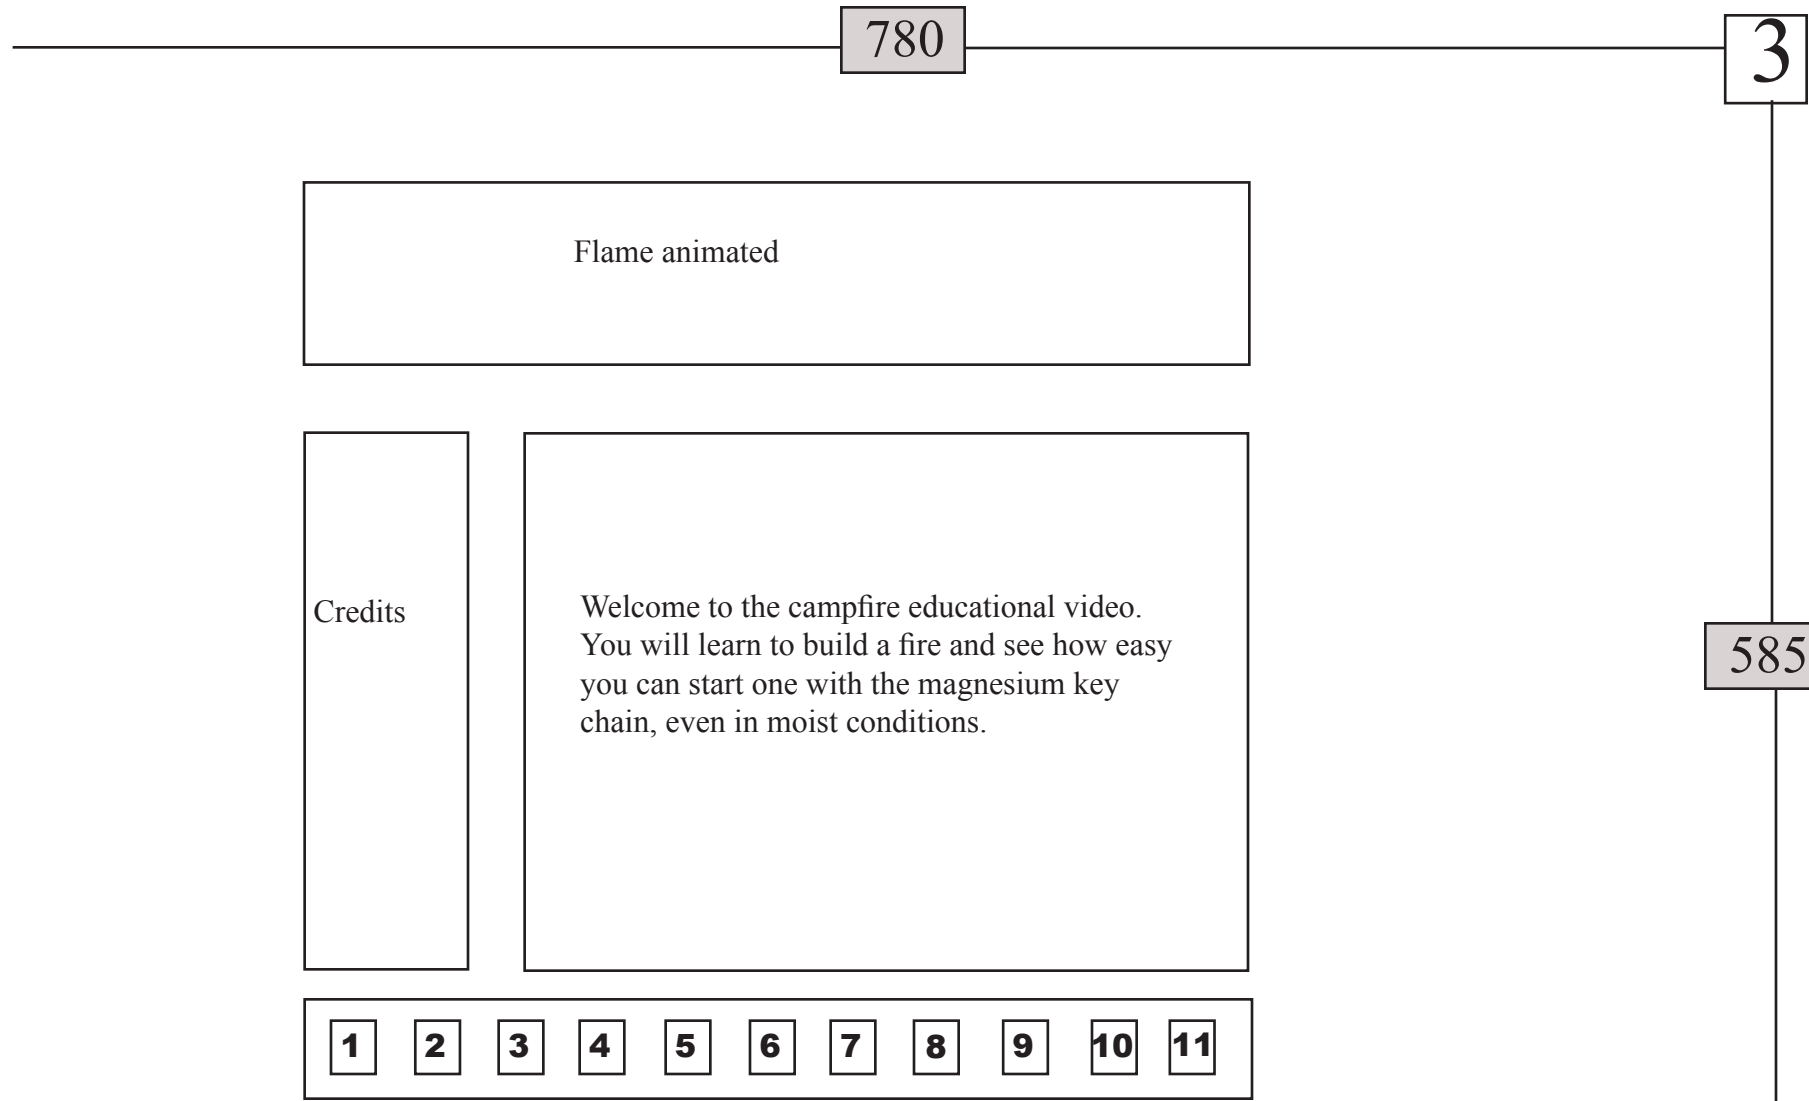 780
3
Flame animated
Credits
Welcome to the campfire educational video.
You will learn to build a fire and see how easy
you can start one with the magnesium key
chain, even in moist conditions.
585
1 2 3 4 5 6 7 8 9 10 11